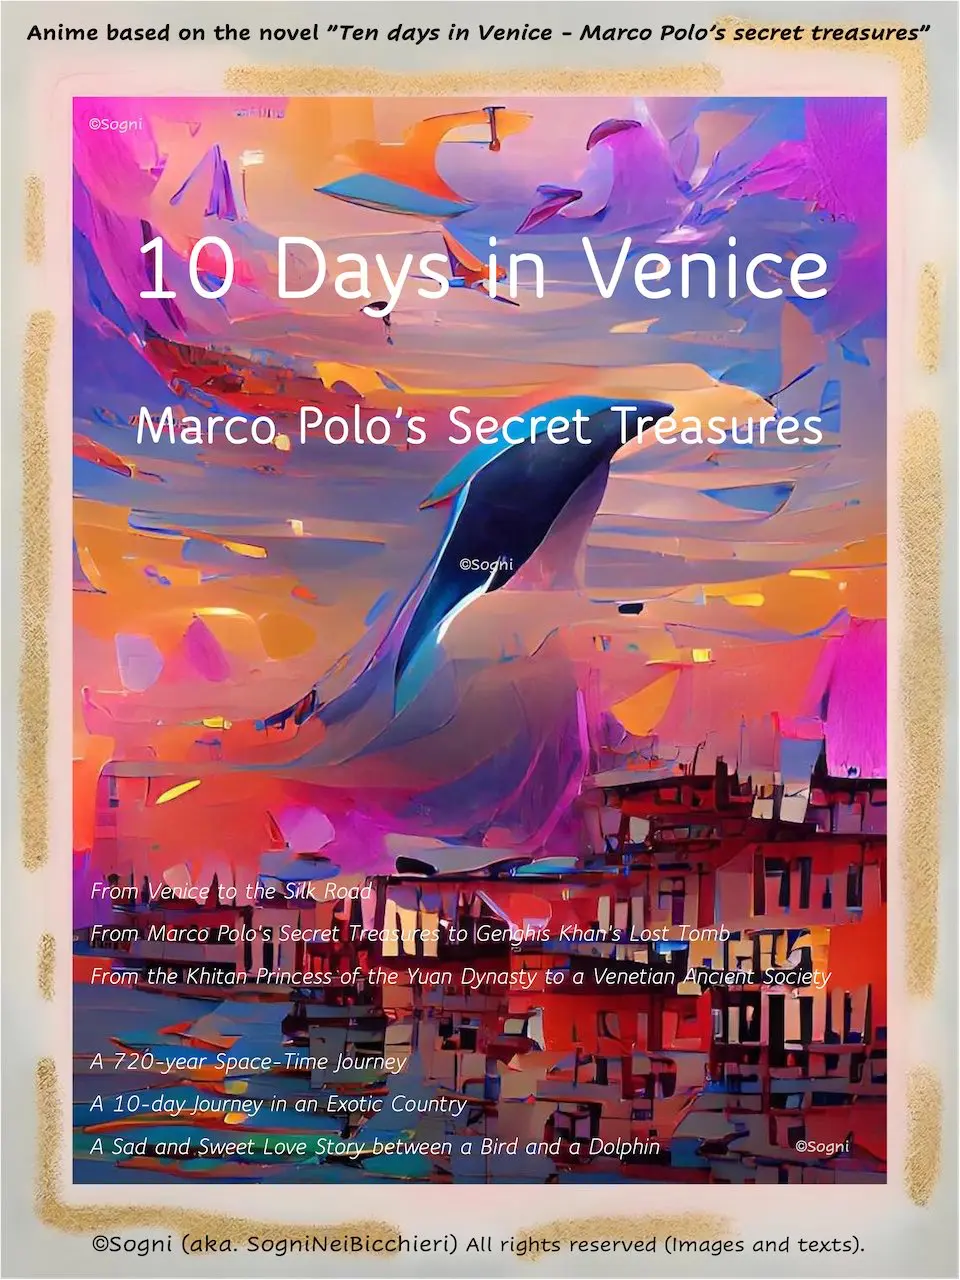 Anime based on the novel "Ten days in Venice - Marco Polo's secret treasures"
©Sogni
10 Days in Venice
Marco Polo's Secret Treasures
©Sogni
From Venice to the Silk Road
From Marco Polo's Secret Treasures to Genghis Khan's Lost Tomb
From the Khitan Princess of the Yuan Dynasty to a Venetian Ancient Society
A 720-year Space-Time Journey
A 10-day Journey in an Exotic Country
A Sad and Sweet Love Story between a Bird and a Dolphin
©Sogni
©Sogni (aka. SogniNeiBicchieri) All rights reserved (Images and texts).